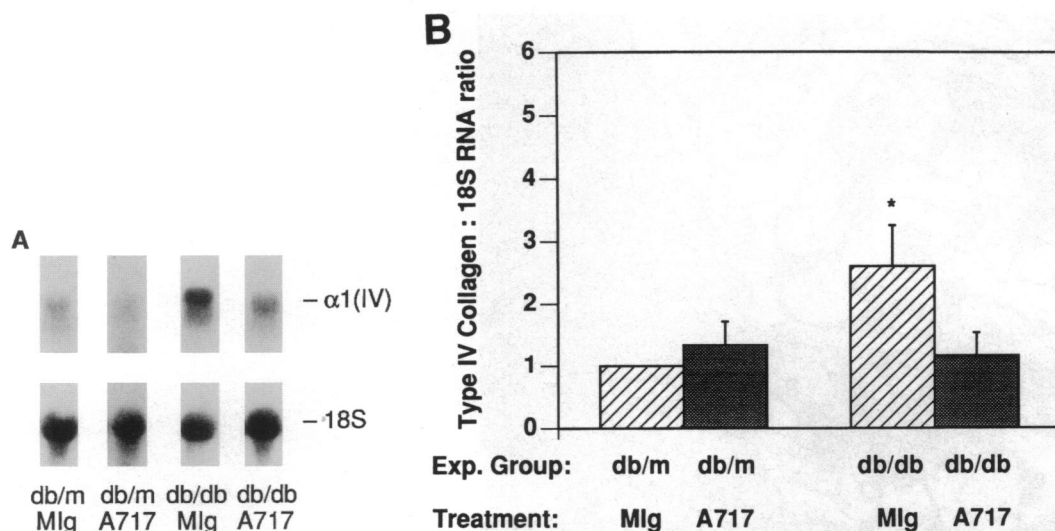 A
– α1(IV)
– 18S
db/m db/m db/db db/db
MIg A717 MIg A717
B
Type IV Collagen : 18S RNA ratio
6
5
4
3
2
1
0
*
Exp. Group: db/m db/m db/db db/db
Treatment: MIg A717 MIg A717